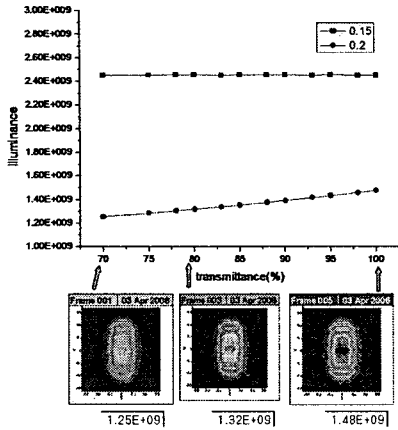 3.00E+009
2.80E+009
2.60E+009
2.40E+009
2.20E+009
2.00E+009
1.80E+009
1.60E+009
1.40E+009
1.20E+009
1.00E+009
Illuminance
0.15
0.2
70 75 80 85 90 95 100
transmittance(%)
Frame 001 03 Apr 2006
Frame 003 03 Apr 2006
Frame 005 03 Apr 2006
1.25E+09
1.32E+09
1.48E+09